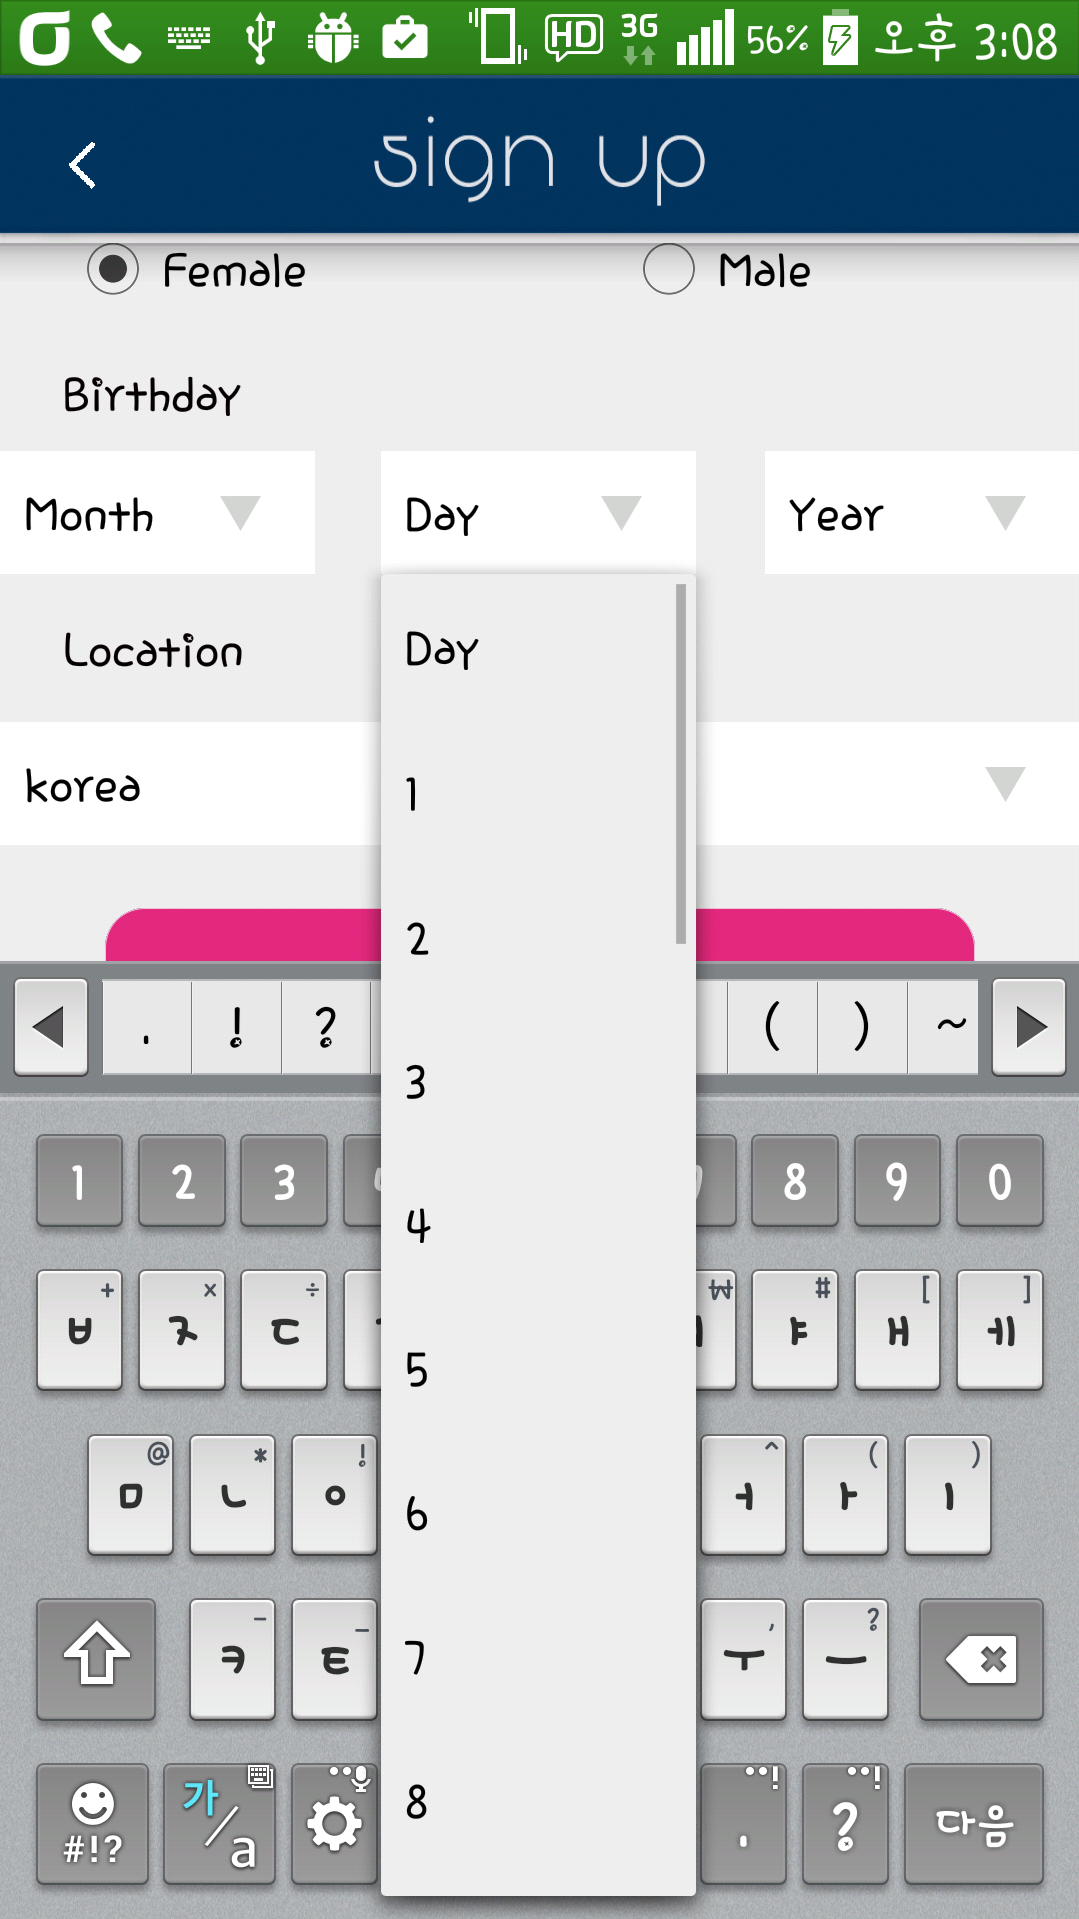 HD 3G 56% 오후 3:08
sign up
Female Male
Birthday
Month Day Year
Day
Location
korea
1
2
3
4
5
6
7
8
. ! ? ( ) ~
1 2 3 8 9 0
+ × ÷ ₩ # [ ]
ㅂ ㅈ ㄷ ㅑ ㅐ ㅔ
@ * ! ^ ( )
ㅁ ㄴ ㅇ ㅓ ㅏ ㅣ
- _ , ?
ㅋ ㅌ ㅜ ㅡ
#!? 가/a . ? 다음